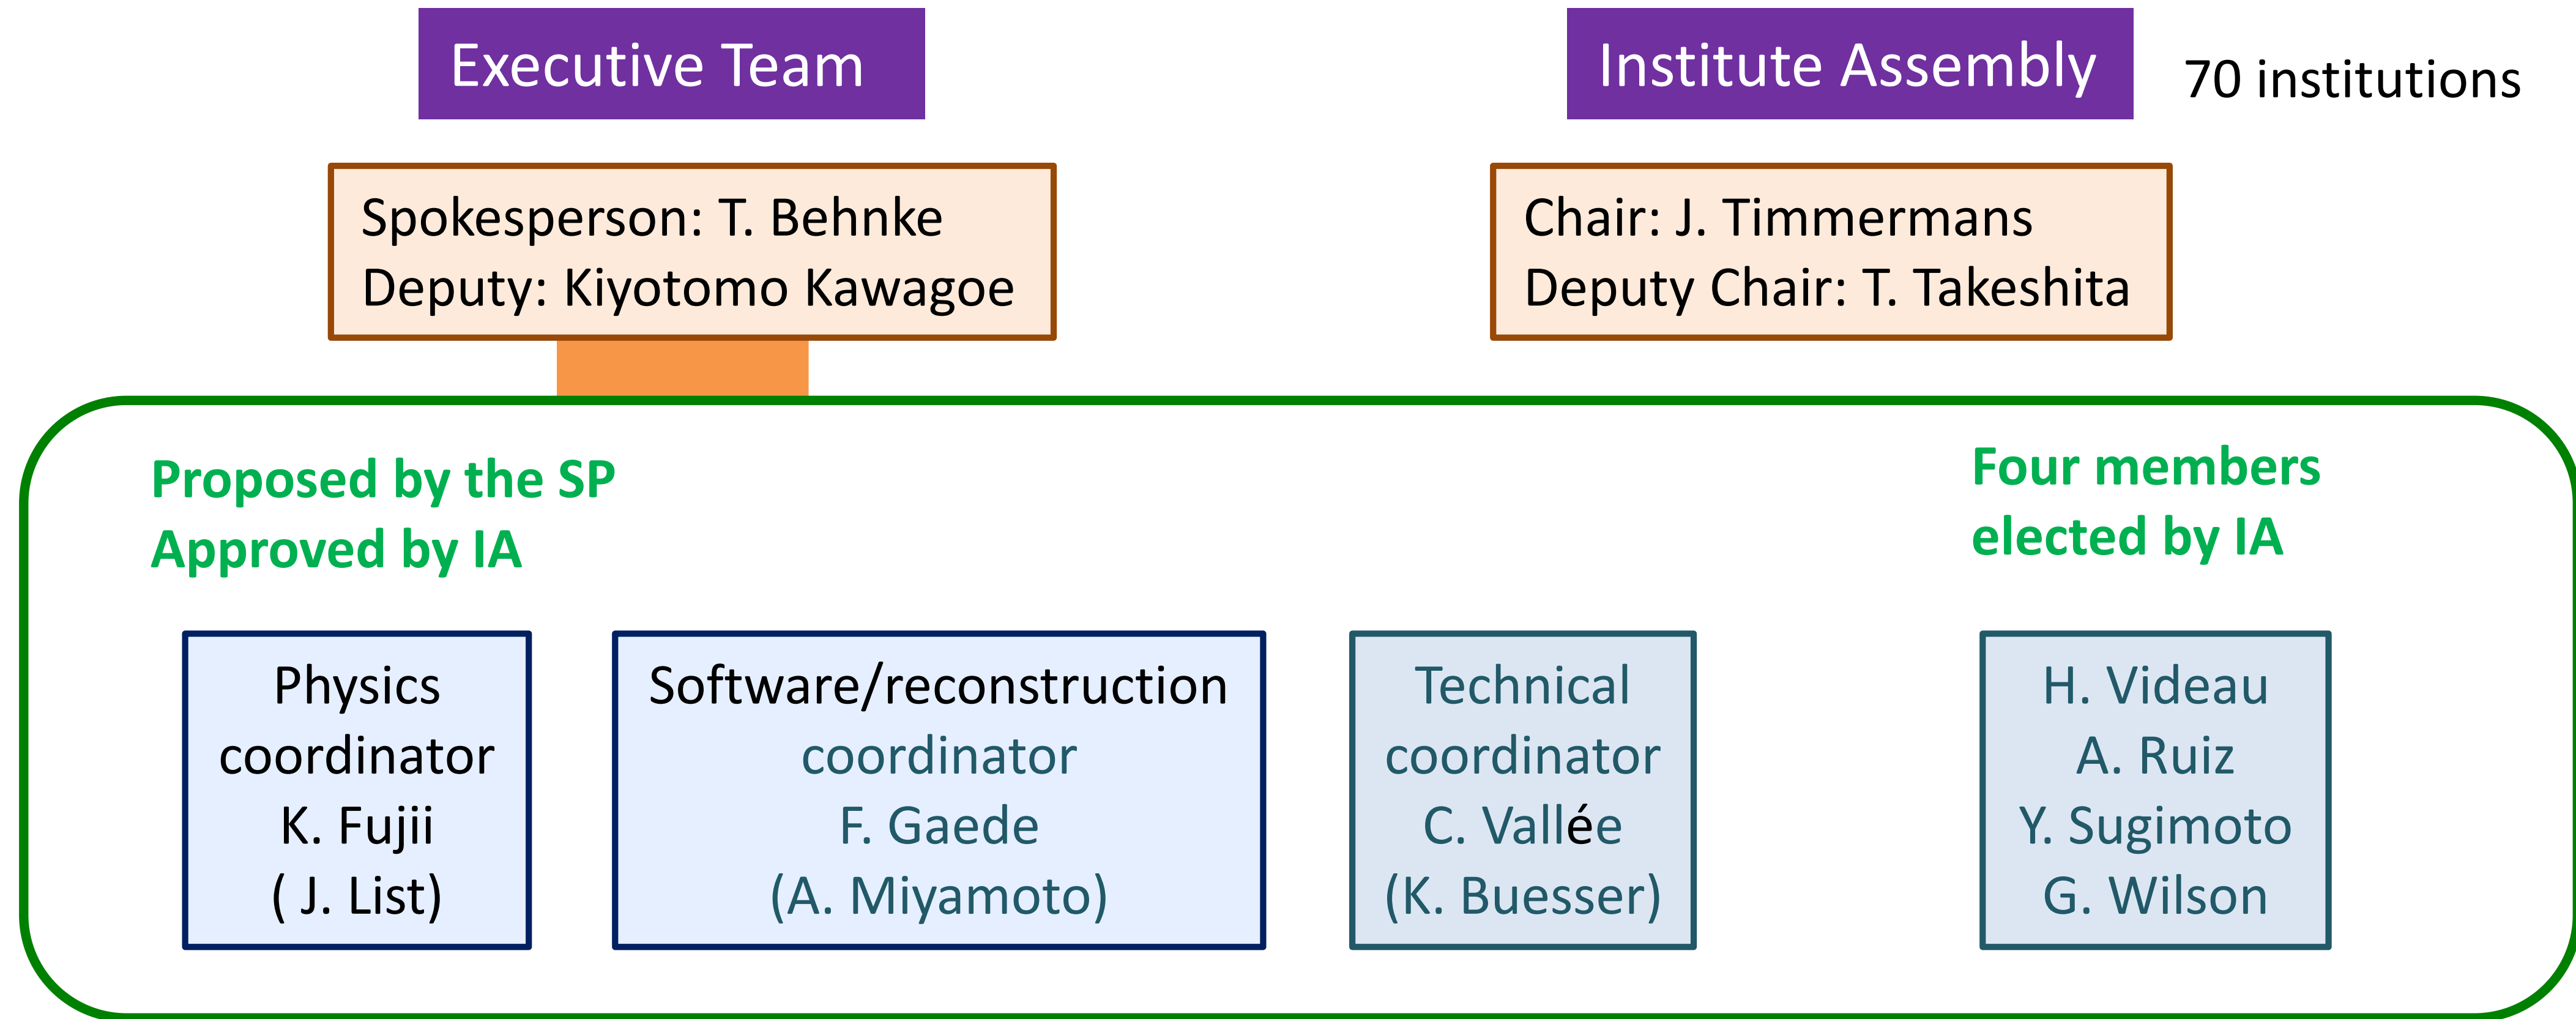 Executive Team
Institute Assembly
70 institutions
Spokesperson: T. Behnke
Deputy: Kiyotomo Kawagoe
Chair: J. Timmermans
Deputy Chair: T. Takeshita
Proposed by the SP
Approved by IA
Four members
elected by IA
Physics
coordinator
K. Fujii
( J. List)
Software/reconstruction
coordinator
F. Gaede
(A. Miyamoto)
Technical
coordinator
C. Vallée
(K. Buesser)
H. Videau
A. Ruiz
Y. Sugimoto
G. Wilson